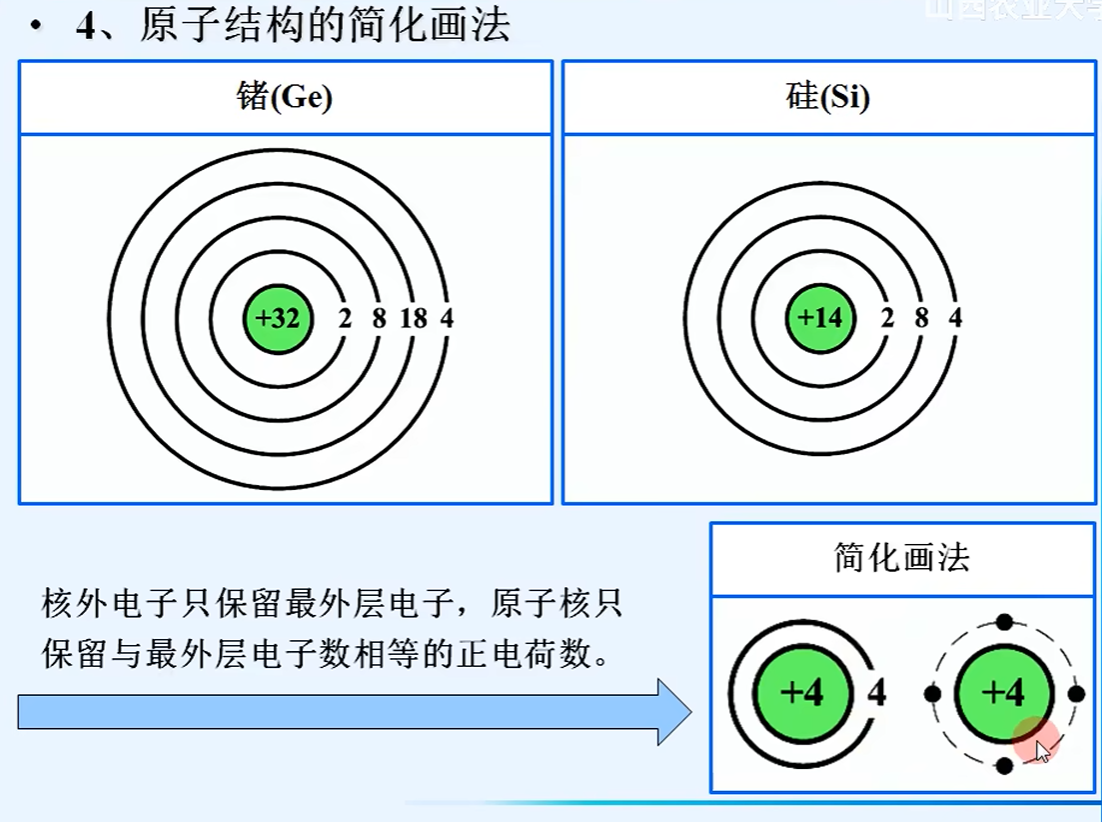 山西农业大学
• 4、原子结构的简化画法
锗(Ge)
硅(Si)
+32 2 8 18 4
+14 2 8 4
简化画法
核外电子只保留最外层电子，原子核只
保留与最外层电子数相等的正电荷数。
+4 4
+4